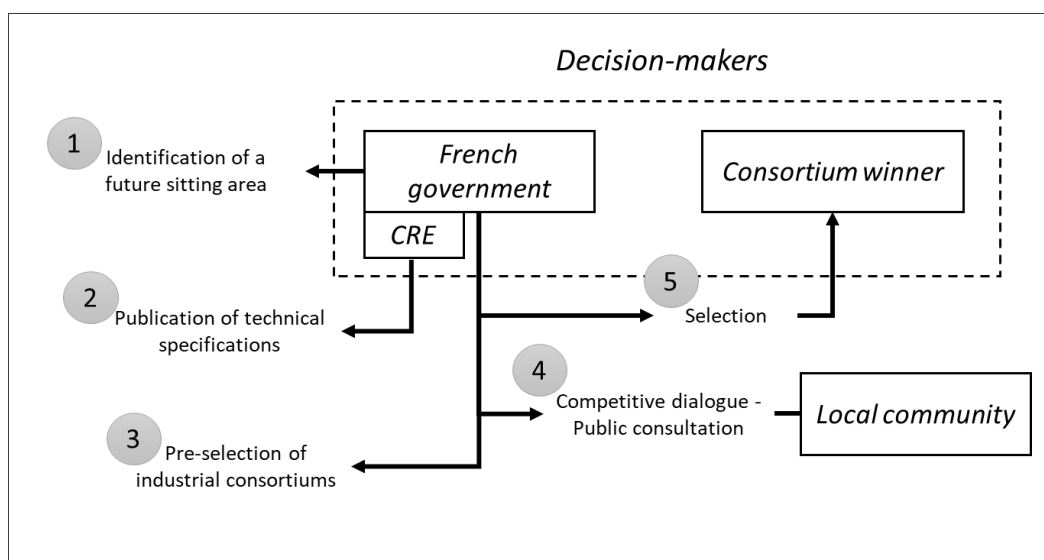 Decision-makers
1
Identification of a
future sitting area
French
government
CRE
Consortium winner
2
Publication of technical
specifications
5
Selection
4
Competitive dialogue -
Public consultation
Local community
3
Pre-selection of
industrial consortiums